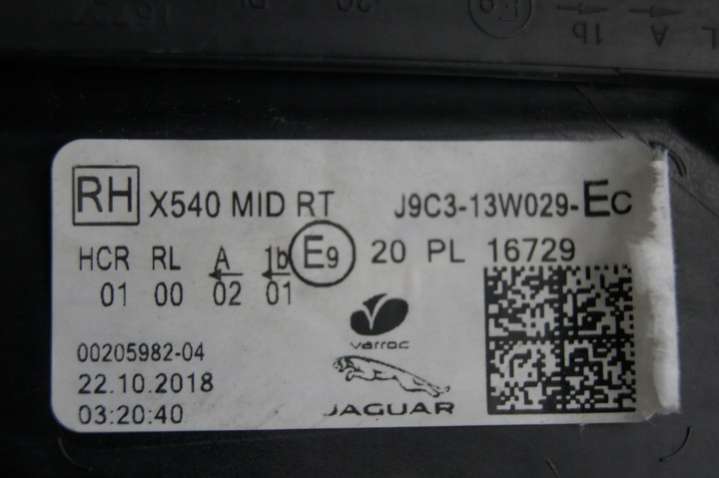 RH X540 MID RT J9C3-13W029-EC
HCR RL A 1b E9 20 PL 16729
01 00 02 01
varroc
00205982-04
22.10.2018
03:20:40
JAGUAR